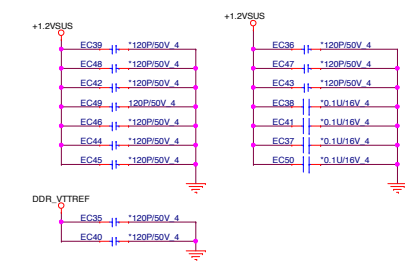 +1.2VSUS
EC39 *120P/50V_4
EC48 *120P/50V_4
EC42 *120P/50V_4
EC49 120P/50V_4
EC46 *120P/50V_4
EC44 *120P/50V_4
EC45 *120P/50V_4
+1.2VSUS
EC36 *120P/50V_4
EC47 *120P/50V_4
EC43 *120P/50V_4
EC38 *0.1U/16V_4
EC41 *0.1U/16V_4
EC37 *0.1U/16V_4
EC50 *0.1U/16V_4
DDR_VTTREF
EC35 *120P/50V_4
EC40 *120P/50V_4